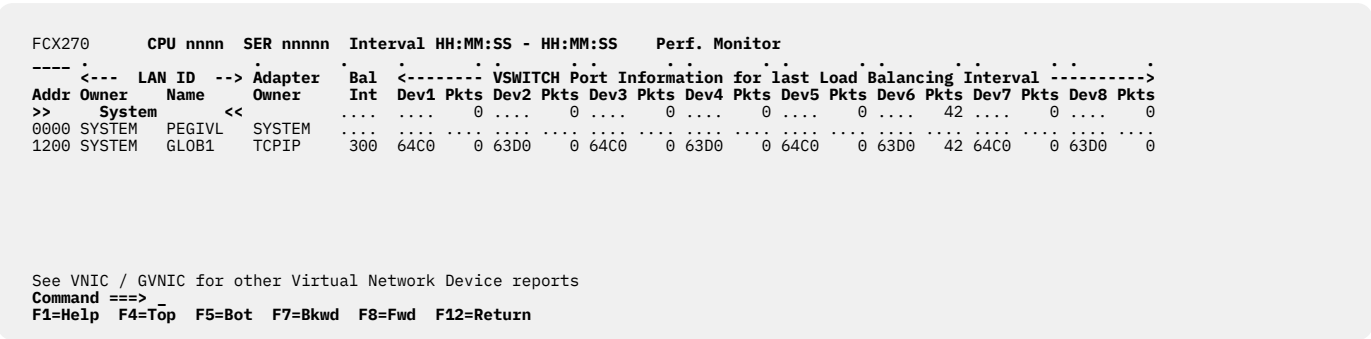 FCX270      CPU nnnn  SER nnnnn  Interval HH:MM:SS - HH:MM:SS    Perf. Monitor
____ .                 .        .     .       . .     . .       . .       . .       . .       . .       . .      .
     <---  LAN ID  --> Adapter   Bal  <-------- VSWITCH Port Information for last Load Balancing Interval ---------->
Addr Owner    Name     Owner     Int  Dev1 Pkts Dev2 Pkts Dev3 Pkts Dev4 Pkts Dev5 Pkts Dev6 Pkts Dev7 Pkts Dev8 Pkts
>>     System       <<          .... ....    0 ....    0 ....    0 ....    0 ....    0 ....   42 ....    0 ....    0
0000 SYSTEM   PEGIVL   SYSTEM   .... .... .... .... .... .... .... .... .... .... .... .... .... .... .... .... ....
1200 SYSTEM   GLOB1    TCPIP     300 64C0    0 63D0    0 64C0    0 63D0    0 64C0    0 63D0   42 64C0    0 63D0    0
See VNIC / GVNIC for other Virtual Network Device reports
Command ===> _
F1=Help  F4=Top  F5=Bot  F7=Bkwd  F8=Fwd  F12=Return